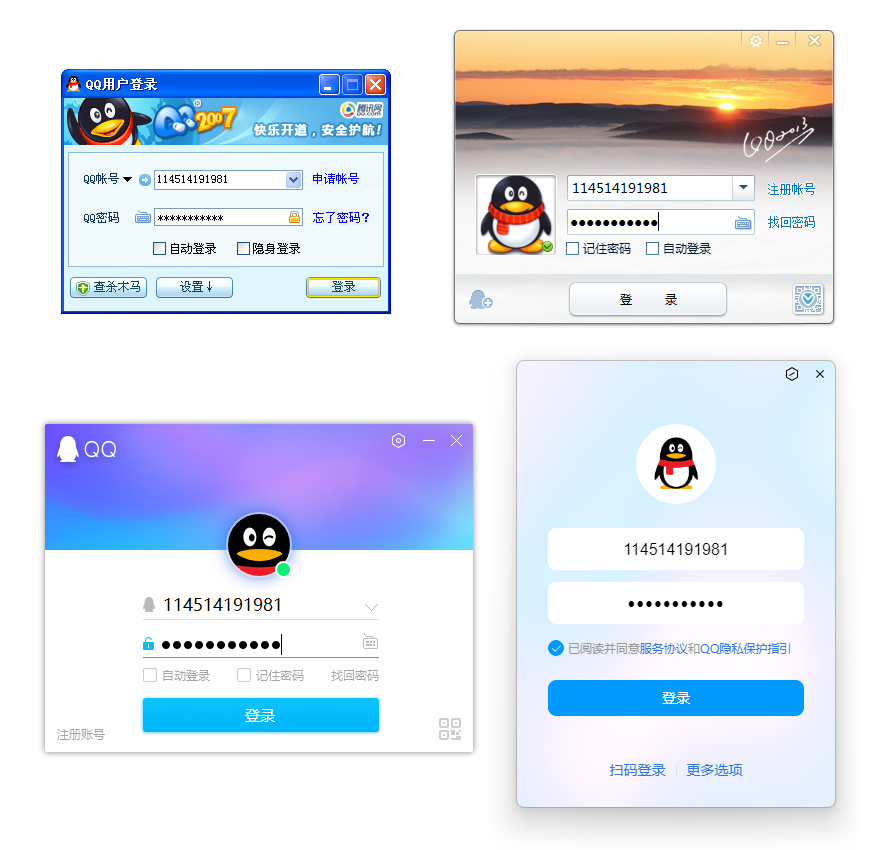 QQ用户登录
QQ2007
腾讯网
QQ.com
快乐开道，安全护航！
QQ帐号 114514191981 申请帐号
QQ密码 *********** 忘了密码?
自动登录 隐身登录
查杀木马 设置↓ 登录
QQ2013
114514191981 注册帐号
●●●●●●●●●●● 找回密码
记住密码 自动登录
登 录
QQ
114514191981
●●●●●●●●●●●
自动登录 记住密码 找回密码
登录
注册账号
114514191981
●●●●●●●●●●●
已阅读并同意服务协议和QQ隐私保护指引
登录
扫码登录 更多选项